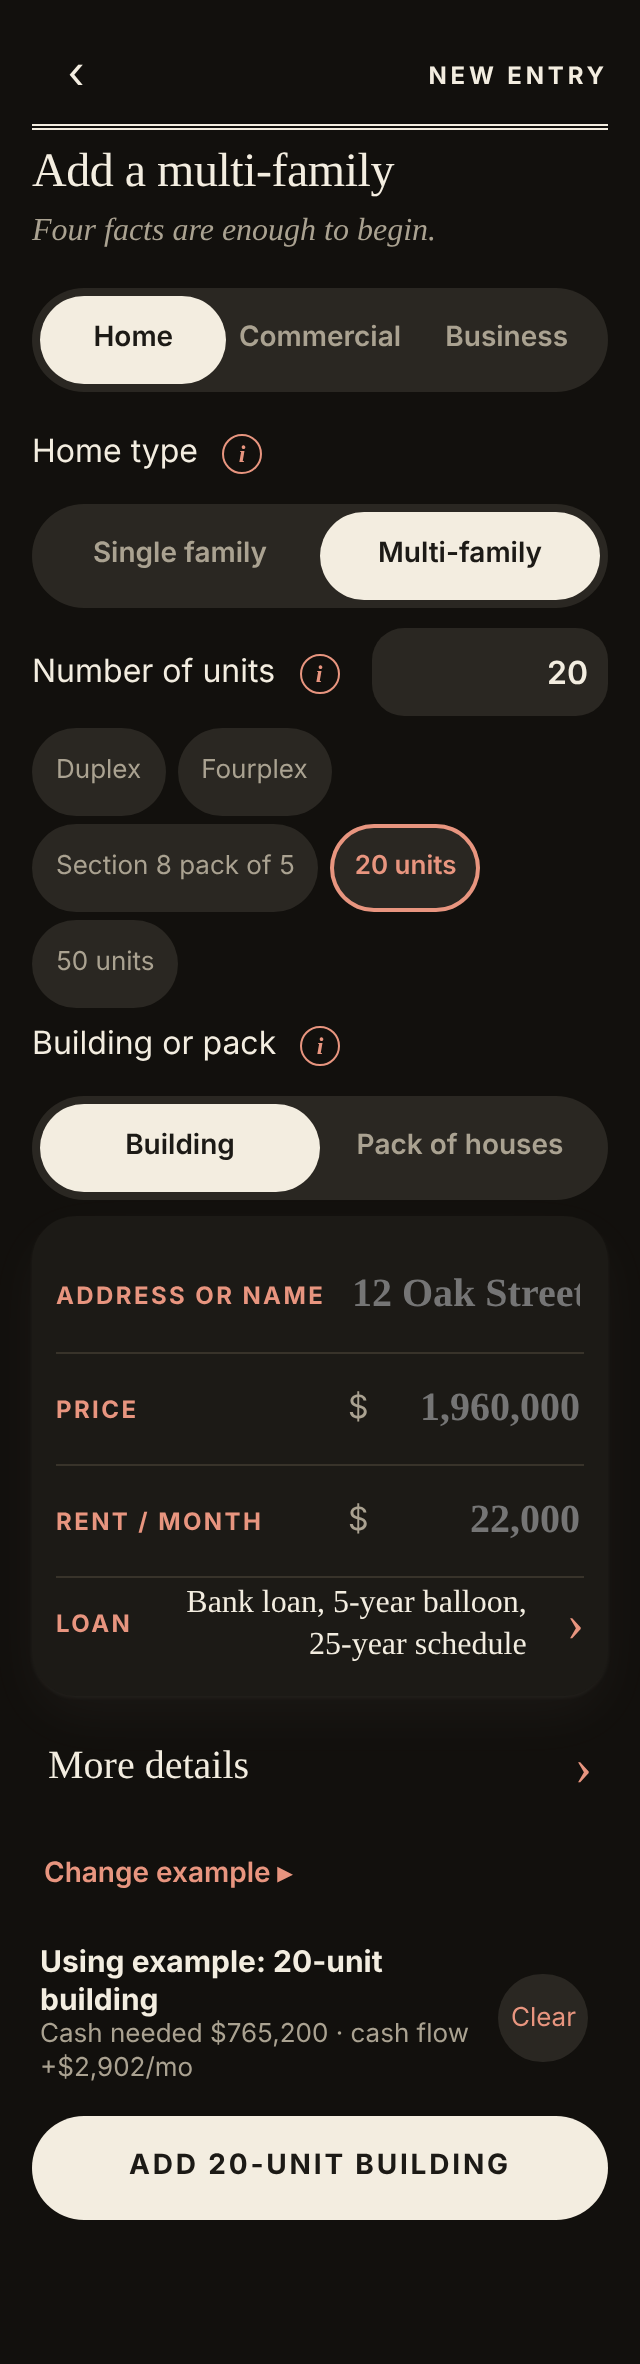 ‹ NEW ENTRY
Add a multi-family
Four facts are enough to begin.
Home Commercial Business
Home type i
Single family Multi-family
Number of units i 20
Duplex Fourplex
Section 8 pack of 5 20 units
50 units
Building or pack i
Building Pack of houses
ADDRESS OR NAME 12 Oak Street
PRICE $ 1,960,000
RENT / MONTH $ 22,000
LOAN Bank loan, 5-year balloon,
25-year schedule ›
More details ›
Change example ▸
Using example: 20-unit
building
Cash needed $765,200 · cash flow
+$2,902/mo
Clear
ADD 20-UNIT BUILDING